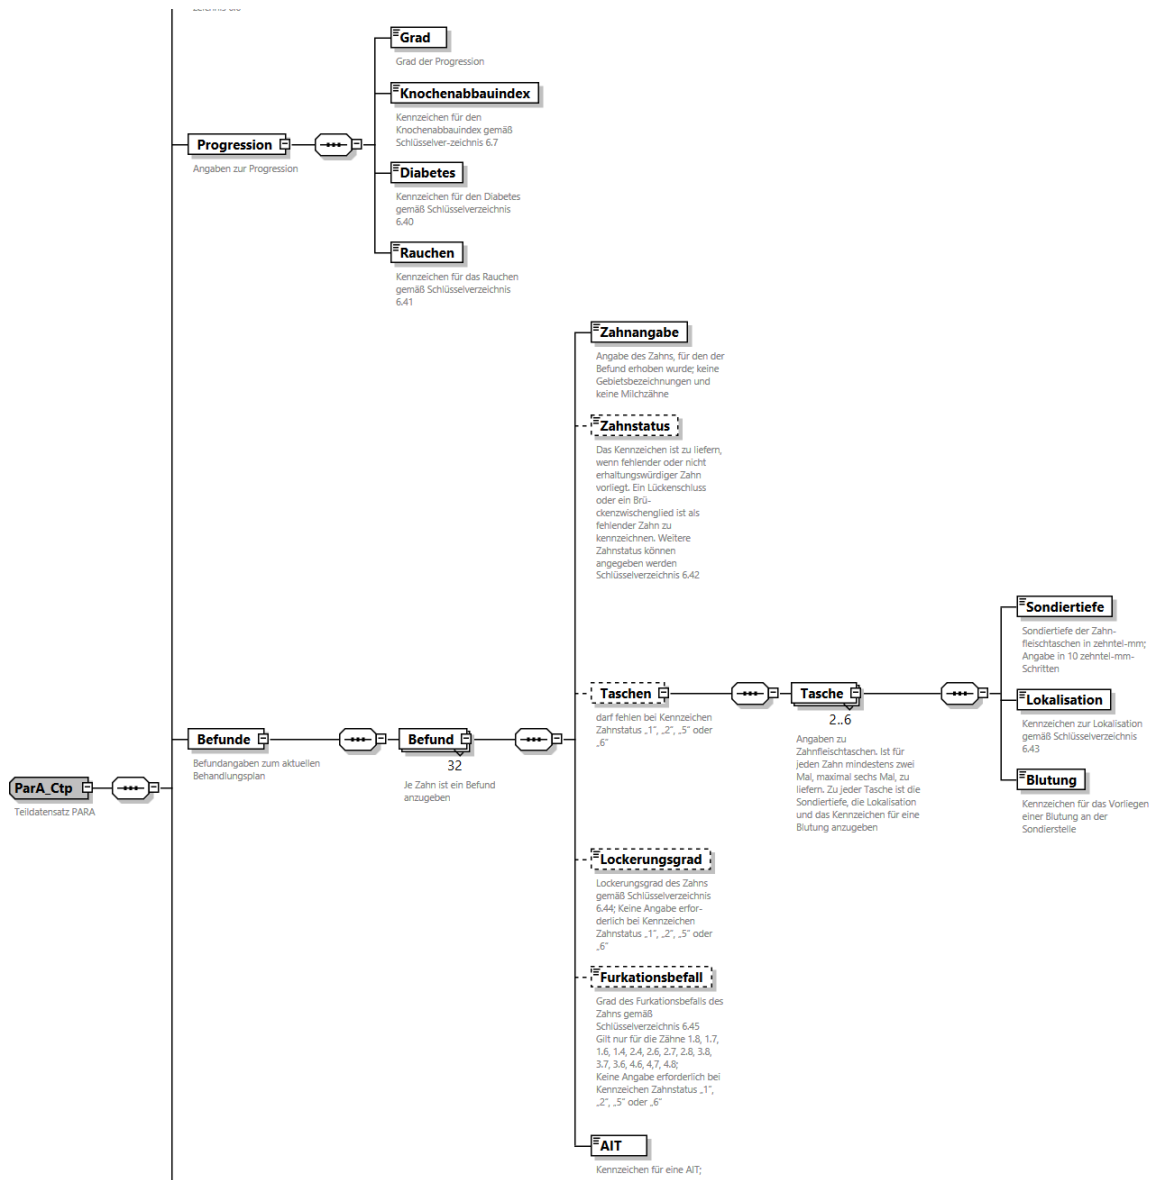 Grad
Grad der Progression
Knochenabbauindex
Kennzeichen für den
Knochenabbauindex gemäß
Schlüsselver-zeichnis 6.7
Progression
Angaben zur Progression
Diabetes
Kennzeichen für den Diabetes
gemäß Schlüsselverzeichnis
6.40
Rauchen
Kennzeichen für das Rauchen
gemäß Schlüsselverzeichnis
6.41
Zahnangabe
Angabe des Zahns, für den der
Befund erhoben wurde; keine
Gebietsbezeichnungen und
keine Milchzähne
Zahnstatus
Das Kennzeichen ist zu liefern,
wenn fehlender oder nicht
erhaltungswürdiger Zahn
vorliegt. Ein Lückenschluss
oder ein Brü-
ckenzwischenglied ist als
fehlender Zahn zu
kennzeichnen. Weitere
Zahnstatus können
angegeben werden
Schlüsselverzeichnis 6.42
Sondiertiefe
Sondiertiefe der Zahn-
fleischtaschen in zehntel-mm;
Angabe in 10 zehntel-mm-
Schritten
Taschen
darf fehlen bei Kennzeichen
Zahnstatus „1“, „2“, „5“ oder
„6“
Tasche
2..6
Angaben zu
Zahnfleischtaschen. Ist für
jeden Zahn mindestens zwei
Mal, maximal sechs Mal, zu
liefern. Zu jeder Tasche ist die
Sondiertiefe, die Lokalisation
und das Kennzeichen für eine
Blutung anzugeben
Lokalisation
Kennzeichen zur Lokalisation
gemäß Schlüsselverzeichnis
6.43
Blutung
Kennzeichen für das Vorliegen
einer Blutung an der
Sondierstelle
Befunde
Befundangaben zum aktuellen
Behandlungsplan
Befund
32
Je Zahn ist ein Befund
anzugeben
ParA_Ctp
Teildatensatz PARA
Lockerungsgrad
Lockerungsgrad des Zahns
gemäß Schlüsselverzeichnis
6.44; Keine Angabe erfor-
derlich bei Kennzeichen
Zahnstatus „1“, „2“, „5“ oder
„6“
Furkationsbefall
Grad des Furkationsbefalls des
Zahns gemäß
Schlüsselverzeichnis 6.45
Gilt nur für die Zähne 1.8, 1.7,
1.6, 1.4, 2.4, 2.6, 2.7, 2.8, 3.8,
3.7, 3.6, 4.6, 4,7, 4.8;
Keine Angabe erforderlich bei
Kennzeichen Zahnstatus „1“,
„2“, „5“ oder „6“
AIT
Kennzeichen für eine AIT;